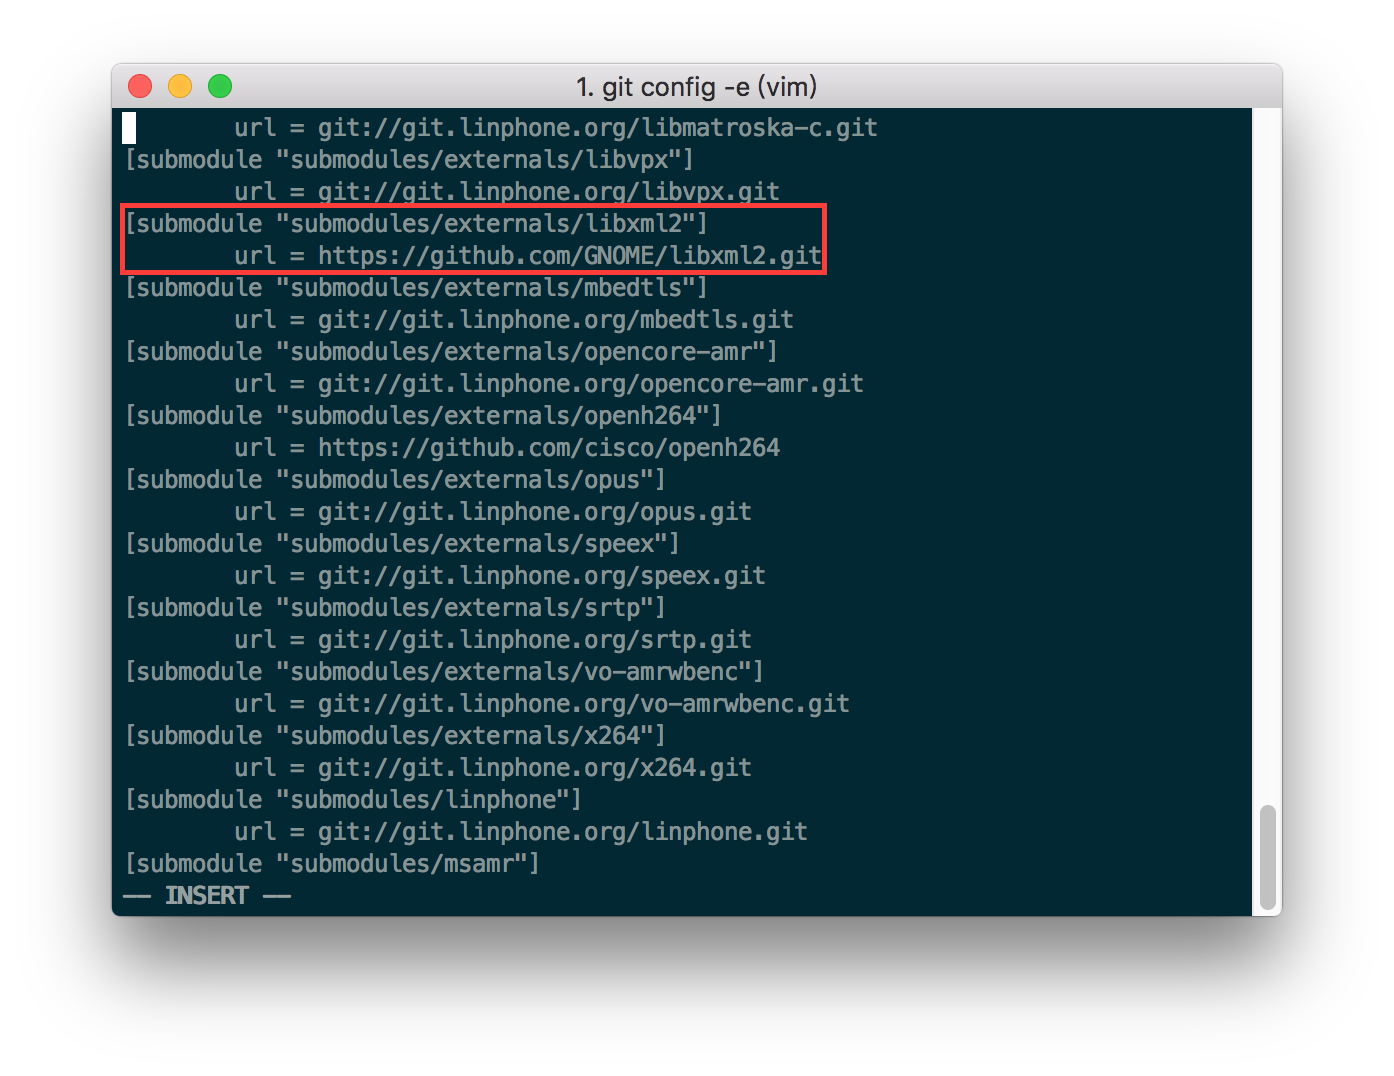 1. git config -e (vim)
url = git://git.linphone.org/libmatroska-c.git
[submodule "submodules/externals/libvpx"]
url = git://git.linphone.org/libvpx.git
[submodule "submodules/externals/libxml2"]
url = https://github.com/GNOME/libxml2.git
[submodule "submodules/externals/mbedtls"]
url = git://git.linphone.org/mbedtls.git
[submodule "submodules/externals/opencore-amr"]
url = git://git.linphone.org/opencore-amr.git
[submodule "submodules/externals/openh264"]
url = https://github.com/cisco/openh264
[submodule "submodules/externals/opus"]
url = git://git.linphone.org/opus.git
[submodule "submodules/externals/speex"]
url = git://git.linphone.org/speex.git
[submodule "submodules/externals/srtp"]
url = git://git.linphone.org/srtp.git
[submodule "submodules/externals/vo-amrwbenc"]
url = git://git.linphone.org/vo-amrwbenc.git
[submodule "submodules/externals/x264"]
url = git://git.linphone.org/x264.git
[submodule "submodules/linphone"]
url = git://git.linphone.org/linphone.git
[submodule "submodules/msamr"]
-- INSERT --